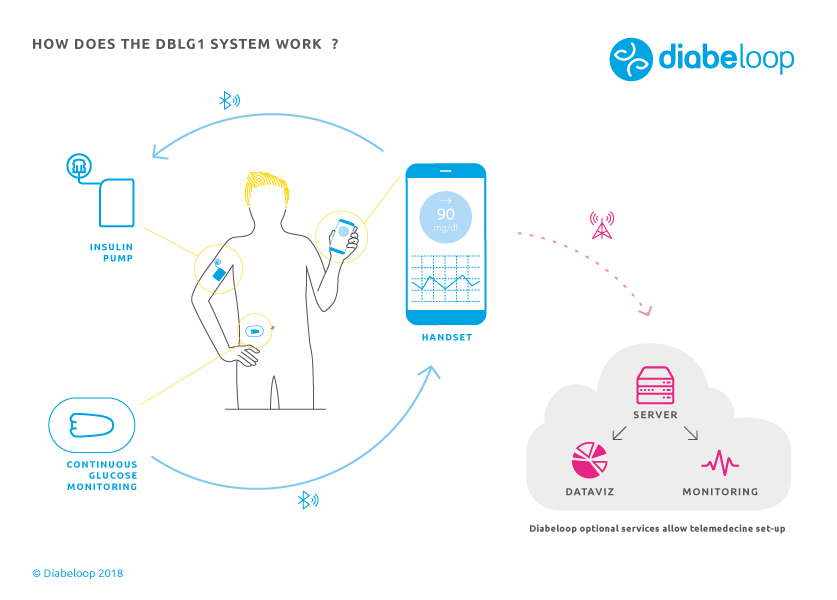 HOW DOES THE DBLG1 SYSTEM WORK ?
diabeloop
INSULIN
PUMP
90
mg/dl
HANDSET
CONTINUOUS
GLUCOSE
MONITORING
SERVER
DATAVIZ
MONITORING
Diabeloop optional services allow telemedecine set-up
© Diabeloop 2018